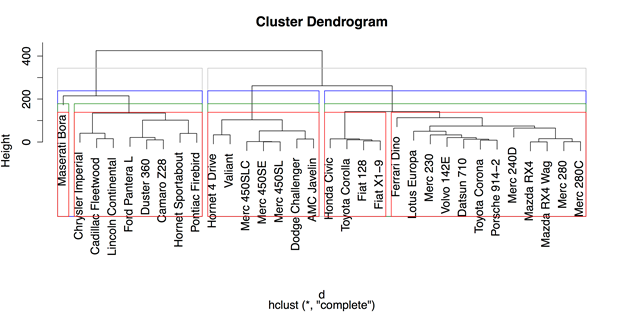 Cluster Dendrogram
Height
0
200
400
Maserati Bora
Chrysler Imperial
Cadillac Fleetwood
Lincoln Continental
Ford Pantera L
Duster 360
Camaro Z28
Hornet Sportabout
Pontiac Firebird
Hornet 4 Drive
Valiant
Merc 450SLC
Merc 450SE
Merc 450SL
Dodge Challenger
AMC Javelin
Honda Civic
Toyota Corolla
Fiat 128
Fiat X1-9
Ferrari Dino
Lotus Europa
Merc 230
Volvo 142E
Datsun 710
Toyota Corona
Porsche 914-2
Merc 240D
Mazda RX4
Mazda RX4 Wag
Merc 280
Merc 280C
d
hclust (*, "complete")